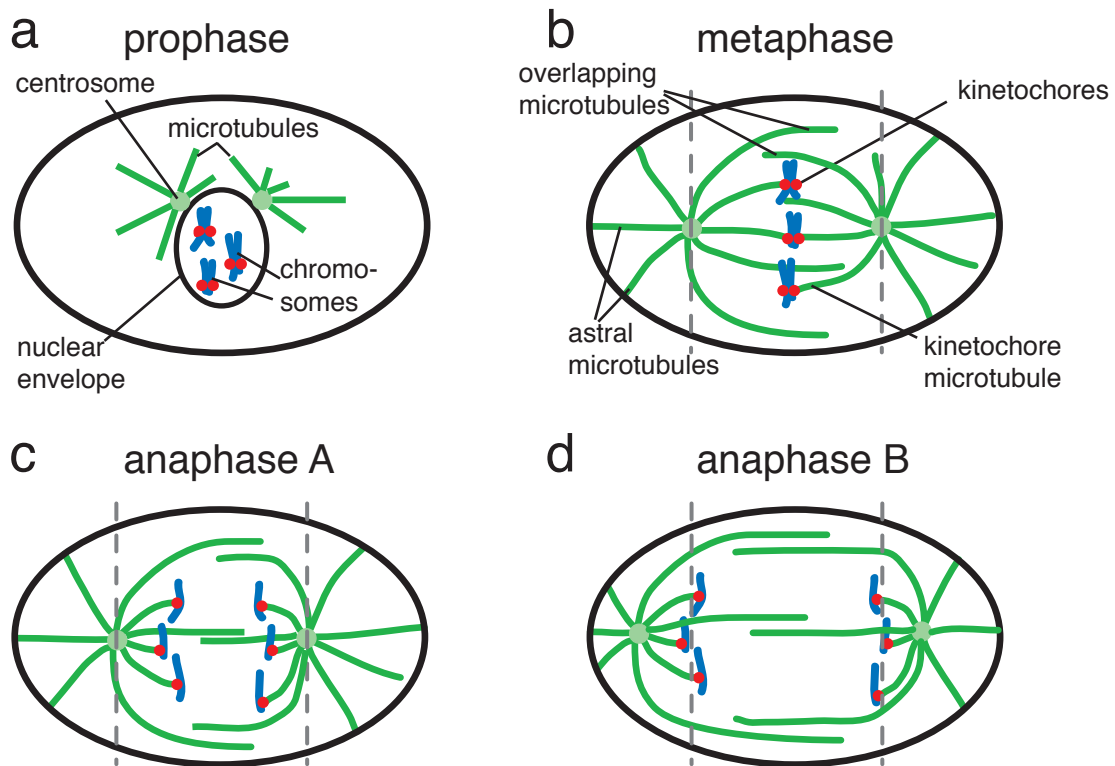 a
prophase
centrosome
microtubules
chromo-
somes
nuclear
envelope
b
metaphase
overlapping
microtubules
kinetochores
astral
microtubules
kinetochore
microtubule
c
anaphase A
d
anaphase B